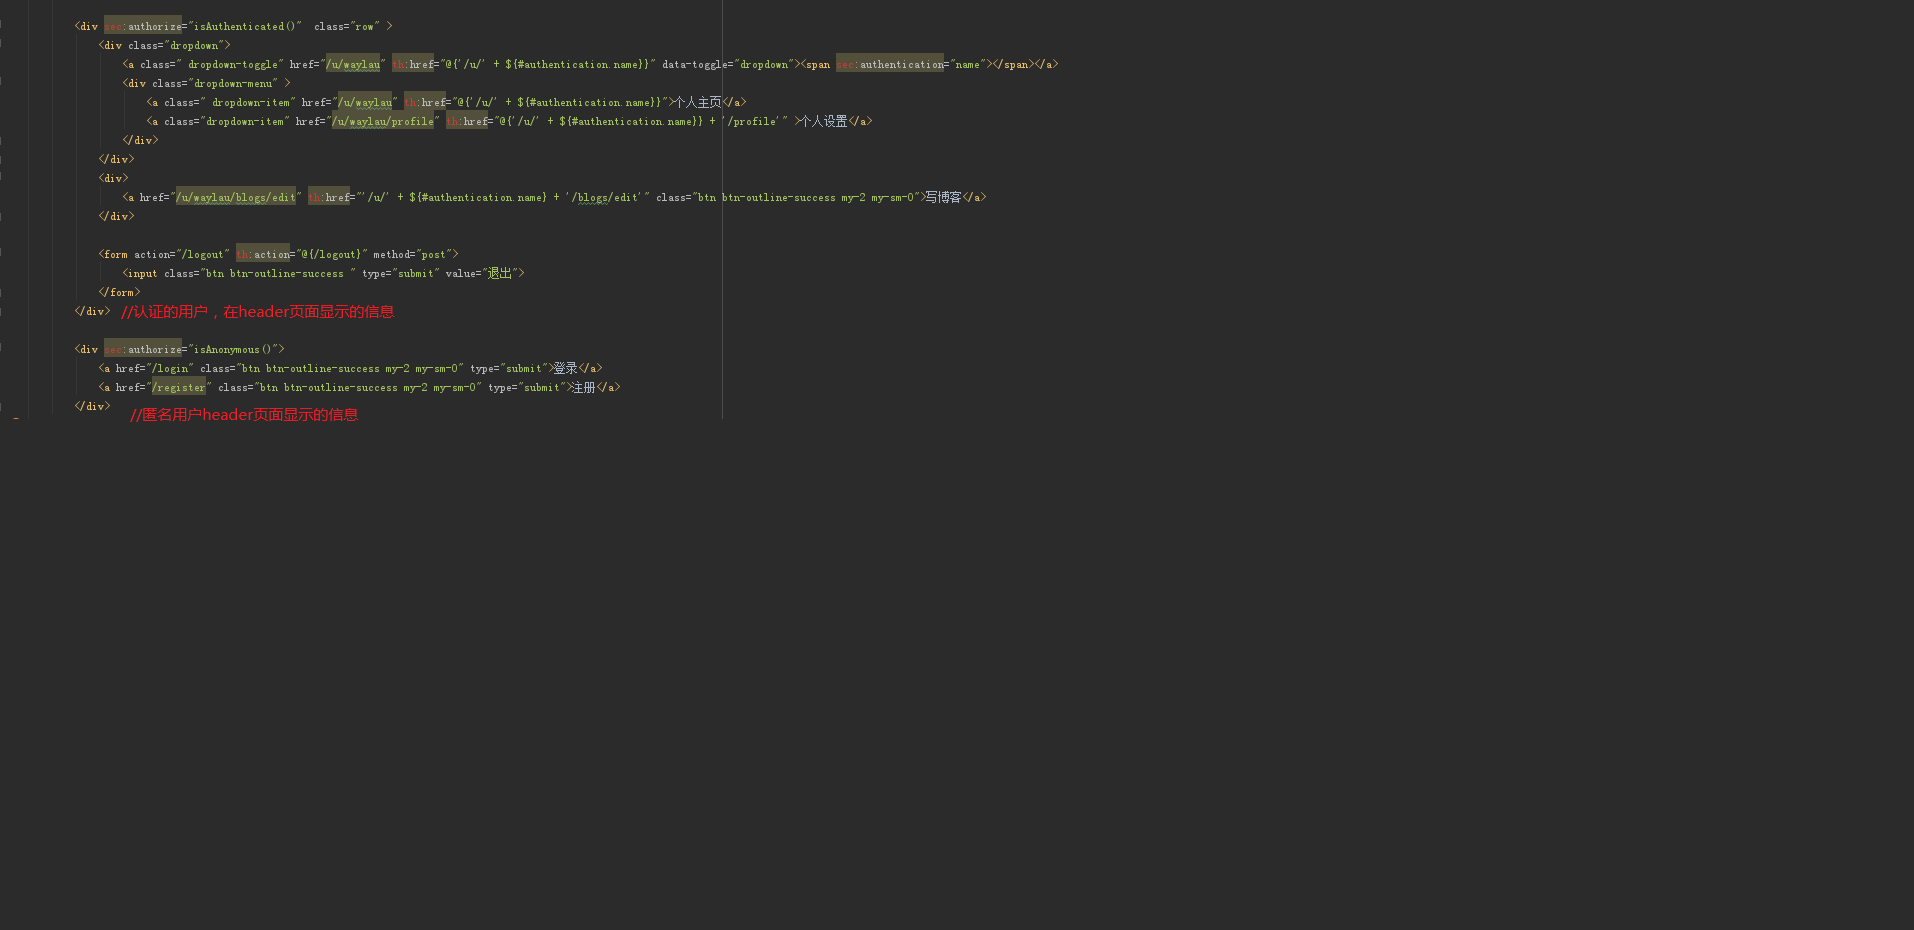 <div sec:authorize="isAuthenticated()"  class="row" >
<div class="dropdown">
<a class=" dropdown-toggle" href="/u/waylau" th:href="@{'/u/' + ${#authentication.name}}" data-toggle="dropdown"><span sec:authentication="name"></span></a>
<div class="dropdown-menu" >
<a class=" dropdown-item" href="/u/waylau" th:href="@{'/u/' + ${#authentication.name}}">个人主页</a>
<a class="dropdown-item" href="/u/waylau/profile" th:href="@{'/u/' + ${#authentication.name}} + '/profile'" >个人设置</a>
</div>
</div>
<div>
<a href="/u/waylau/blogs/edit" th:href="'/u/' + ${#authentication.name} + '/blogs/edit'" class="btn btn-outline-success my-2 my-sm-0">写博客</a>
</div>
<form action="/logout" th:action="@{/logout}" method="post">
<input class="btn btn-outline-success " type="submit" value="退出">
</form>
</div> //认证的用户，在header页面显示的信息
<div sec:authorize="isAnonymous()">
<a href="/login" class="btn btn-outline-success my-2 my-sm-0" type="submit">登录</a>
<a href="/register" class="btn btn-outline-success my-2 my-sm-0" type="submit">注册</a>
</div>
//匿名用户header页面显示的信息